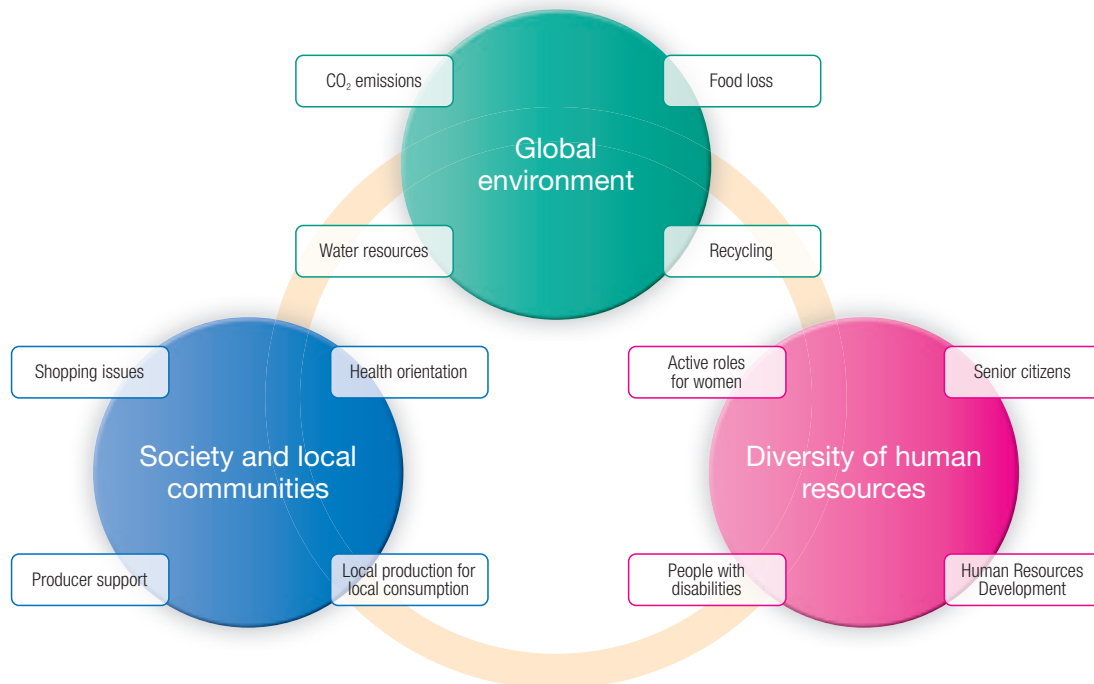 CO₂ emissions
Food loss
Global
environment
Water resources
Recycling
Shopping issues
Health orientation
Society and local
communities
Producer support
Local production for
local consumption
Active roles
for women
Senior citizens
Diversity of human
resources
People with
disabilities
Human Resources
Development